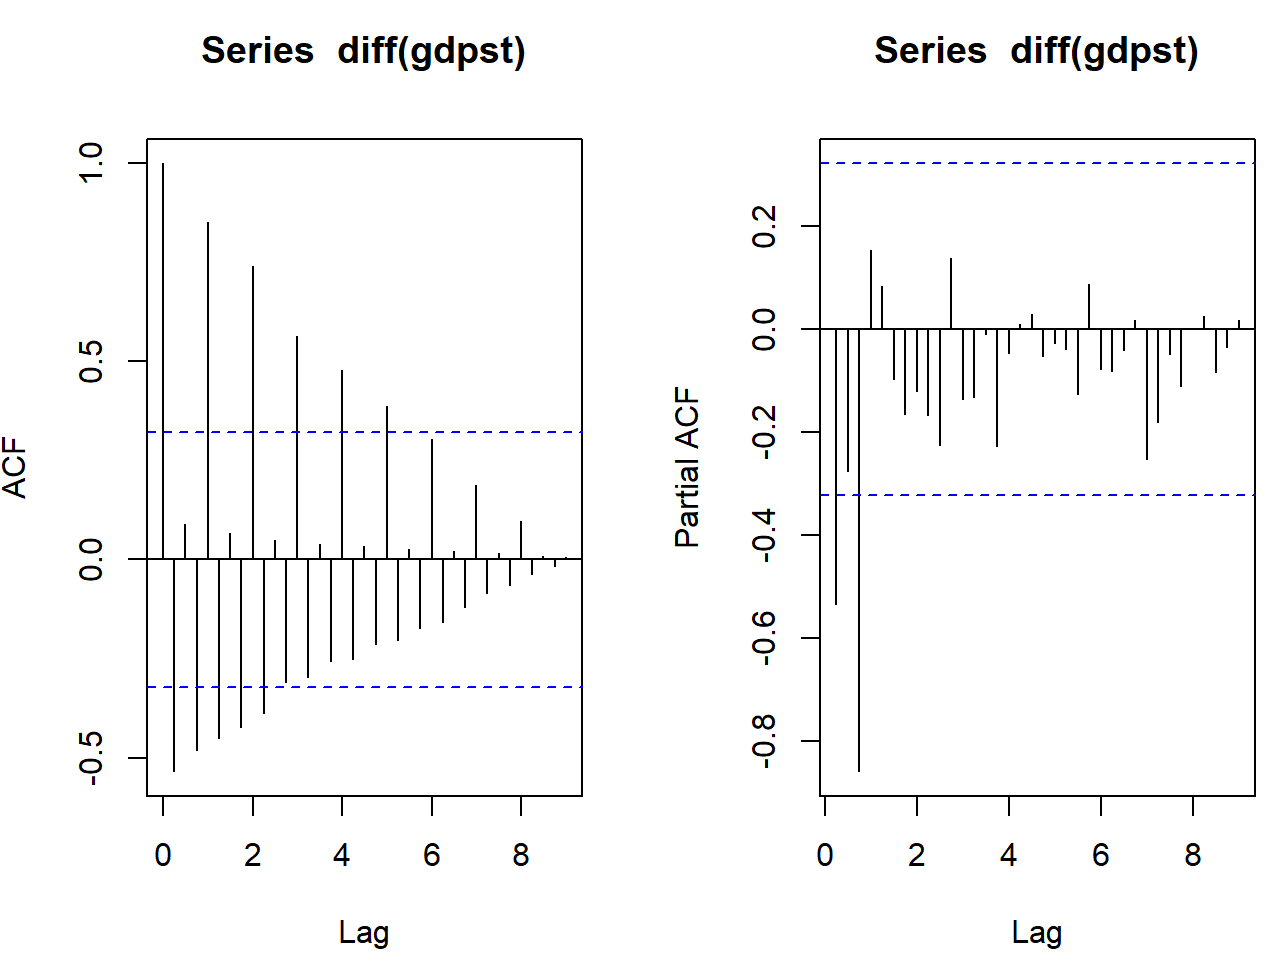 Series  diff(gdpst)
ACF
1.0
0.5
0.0
-0.5
0 2 4 6 8
Lag
Series  diff(gdpst)
Partial ACF
0.2
0.0
-0.2
-0.4
-0.6
-0.8
0 2 4 6 8
Lag